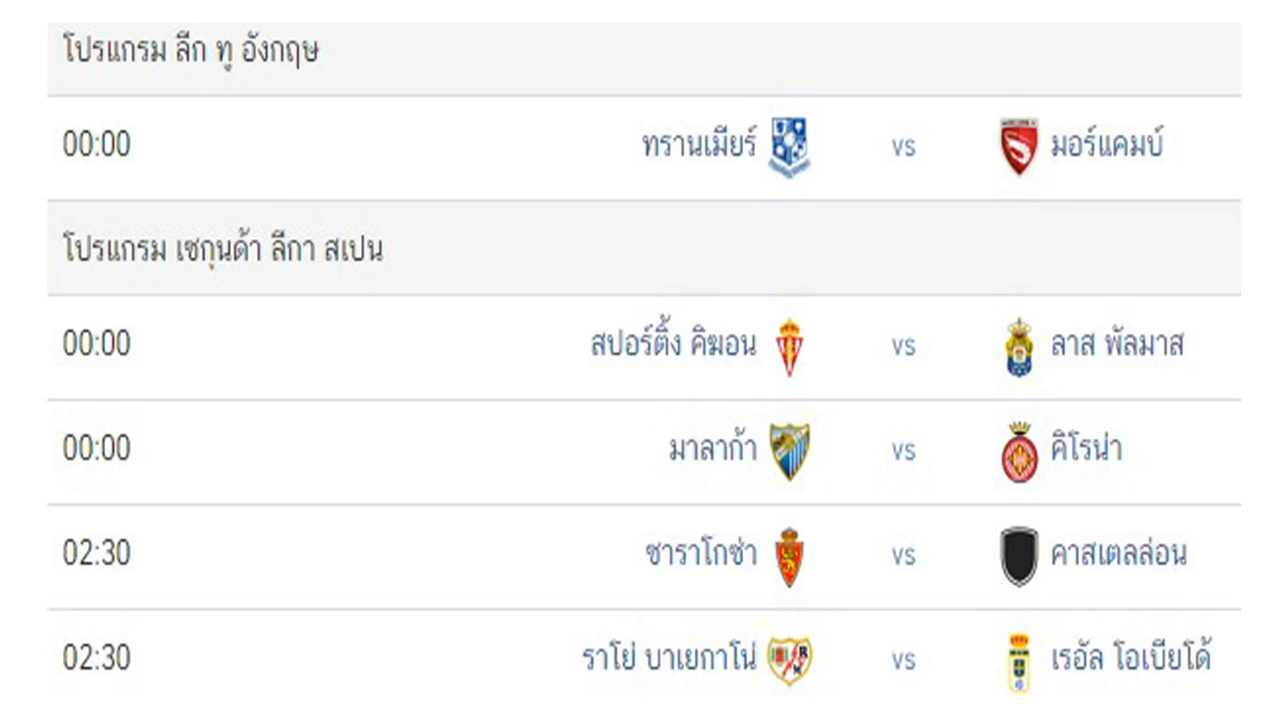 โปรแกรม ลีก ทู อังกฤษ
00:00 ทรานเมียร์ vs มอร์แคมบ์
โปรแกรม เซกุนด้า ลีกา สเปน
00:00 สปอร์ติ้ง คิฆอน vs ลาส พัลมาส
00:00 มาลาก้า vs คิโรน่า
02:30 ซาราโกซ่า vs คาสเตลล่อน
02:30 ราโย่ บาเยกาโน่ vs เรอัล โอเบียโด้